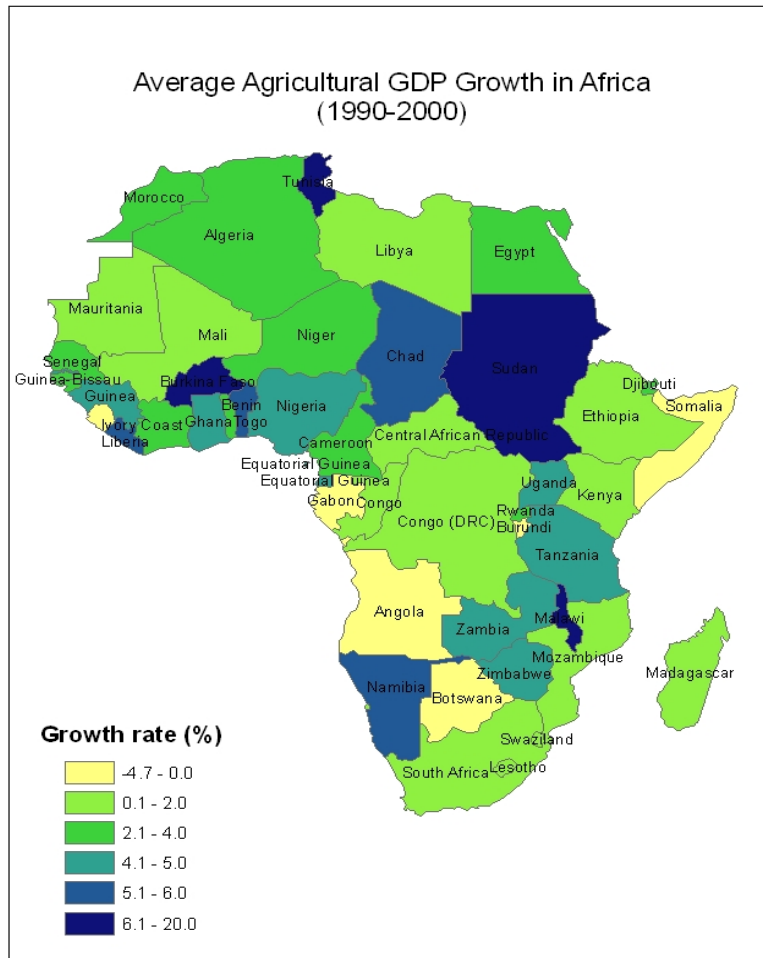 Average Agricultural GDP Growth in Africa
(1990-2000)
Tunisia
Morocco
Algeria
Libya
Egypt
Mauritania
Mali
Niger
Chad
Sudan
Senegal
Guinea-Bissau
Guinea
Burkina Faso
Djibouti
Somalia
Benin
Nigeria
Ethiopia
Ivory Coast
Ghana
Togo
Liberia
Cameroon
Central African Republic
Equatorial Guinea
Equatorial Guinea
Uganda
Gabon
Congo
Kenya
Rwanda
Congo (DRC)
Burundi
Tanzania
Angola
Malawi
Zambia
Mozambique
Zimbabwe
Madagascar
Namibia
Botswana
Swaziland
South Africa
Lesotho
Growth rate (%)
-4.7 - 0.0
0.1 - 2.0
2.1 - 4.0
4.1 - 5.0
5.1 - 6.0
6.1 - 20.0